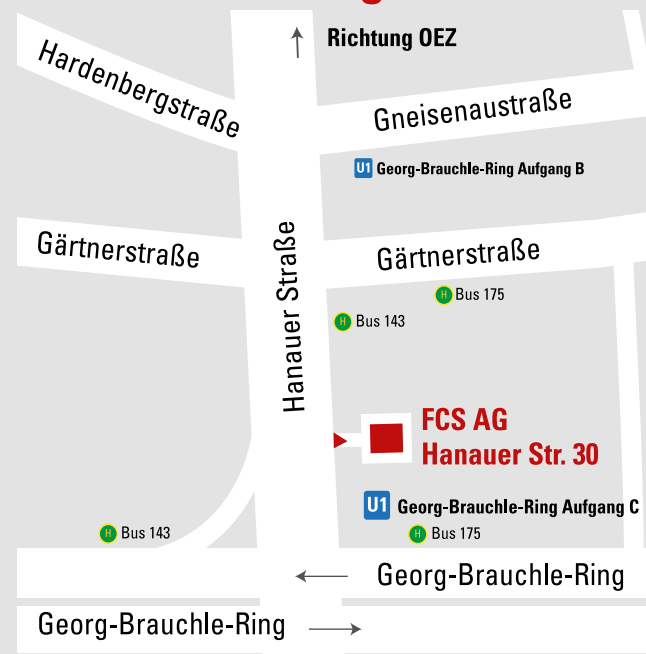 Richtung OEZ
Hardenbergstraße
Gneisenaustraße
U1 Georg-Brauchle-Ring Aufgang B
Gärtnerstraße
Hanauer Straße
Gärtnerstraße
H Bus 175
H Bus 143
FCS AG
Hanauer Str. 30
U1 Georg-Brauchle-Ring Aufgang C
H Bus 143
H Bus 175
Georg-Brauchle-Ring
Georg-Brauchle-Ring